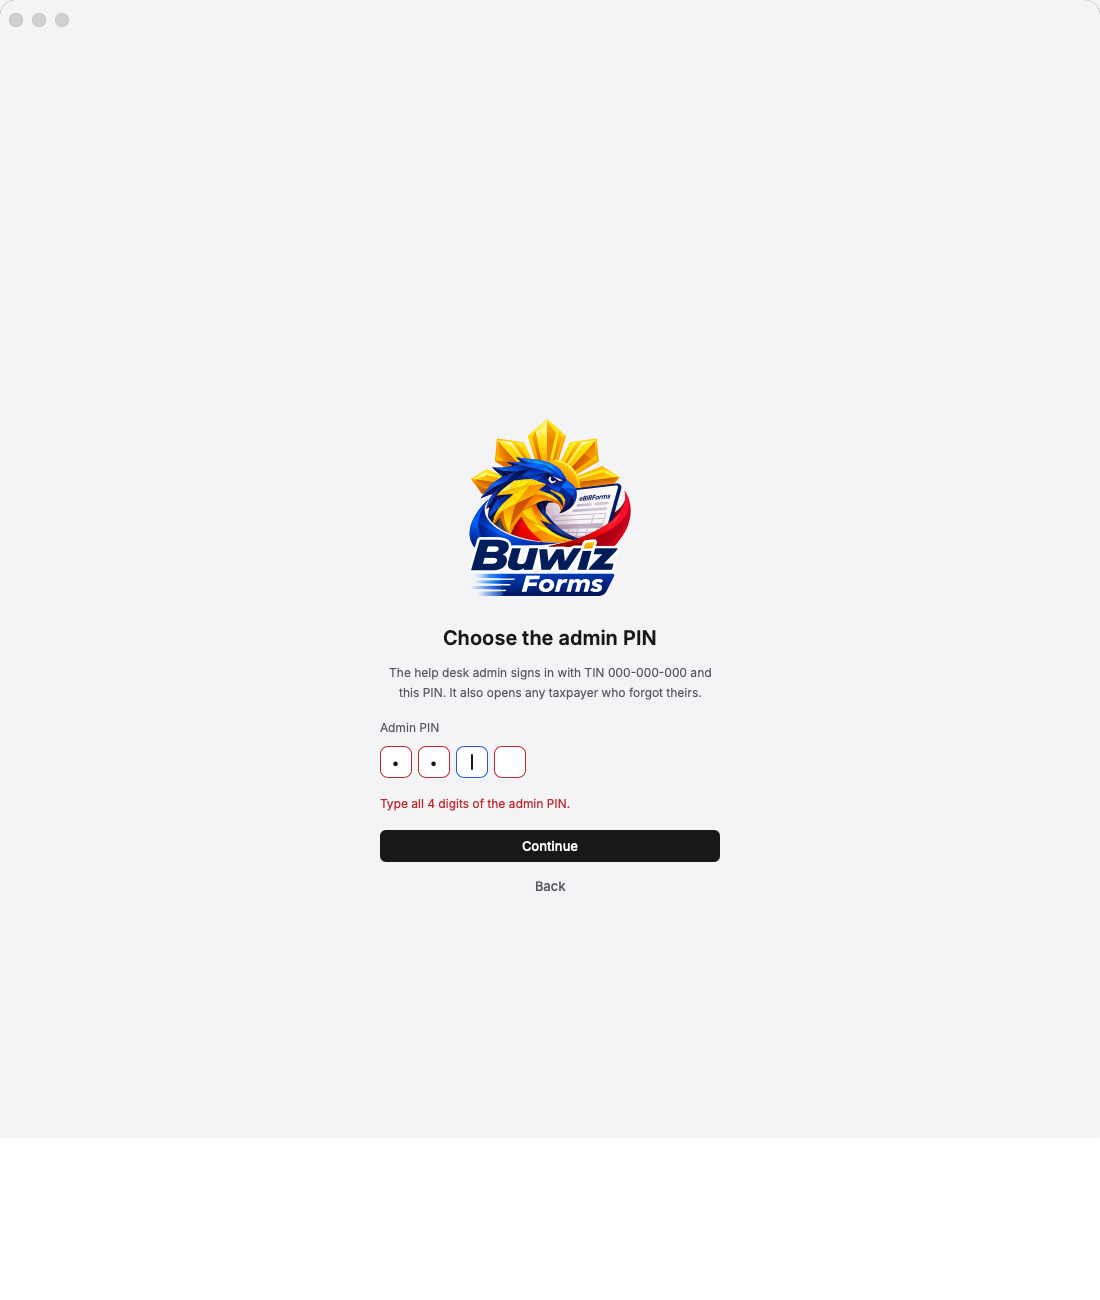 eBIRForms
Buwiz
Forms
Choose the admin PIN
The help desk admin signs in with TIN 000-000-000 and
this PIN. It also opens any taxpayer who forgot theirs.
Admin PIN
Type all 4 digits of the admin PIN.
Continue
Back